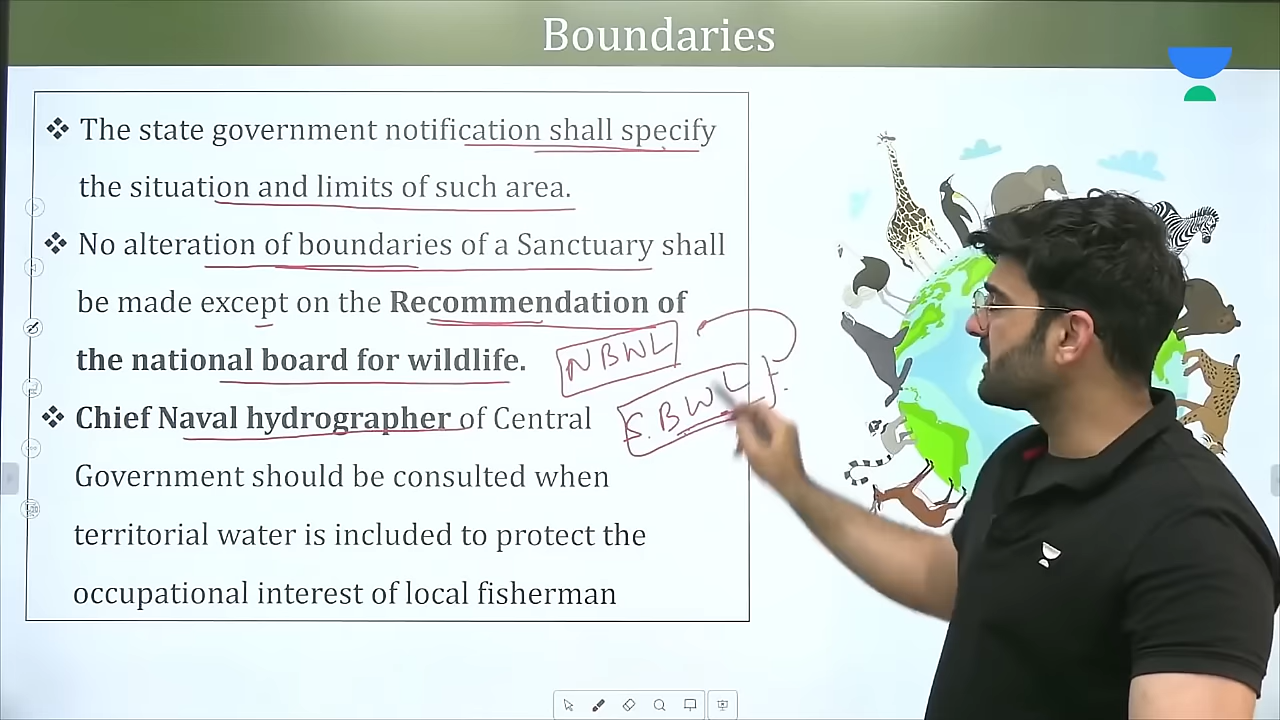 Boundaries
❖ The state government notification shall specify
the situation and limits of such area.
❖ No alteration of boundaries of a Sanctuary shall
be made except on the Recommendation of
the national board for wildlife.
NBWL
❖ Chief Naval hydrographer of Central
S.BWL
Government should be consulted when
territorial water is included to protect the
occupational interest of local fisherman